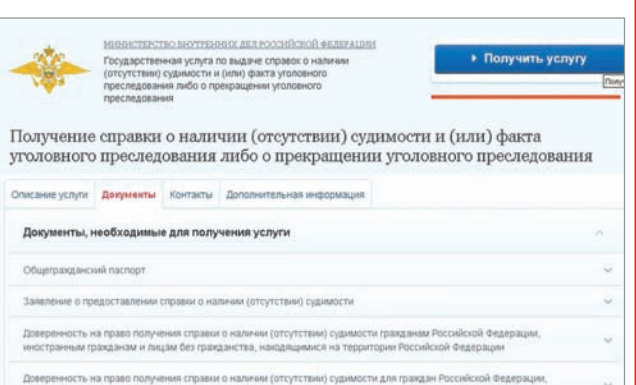 МИНИСТЕРСТВО ВНУТРЕННИХ ДЕЛ РОССИЙСКОЙ ФЕДЕРАЦИИ
Государственная услуга по выдаче справок о наличии
(отсутствии) судимости и (или) факта уголовного
преследования либо о прекращении уголовного
преследования
Получить услугу
Получение справки о наличии (отсутствии) судимости и (или) факта
уголовного преследования либо о прекращении уголовного преследования
Описание услуги Документы Контакты Дополнительная информация
Документы, необходимые для получения услуги
Общегражданский паспорт
Заявление о предоставлении справки о наличии (отсутствии) судимости
Доверенность на право получения справки о наличии (отсутствии) судимости гражданам Российской Федерации,
иностранным гражданам и лицам без гражданства, находящимися на территории Российской Федерации
Доверенность на право получения справки о наличии (отсутствии) судимости для граждан Российской Федерации,